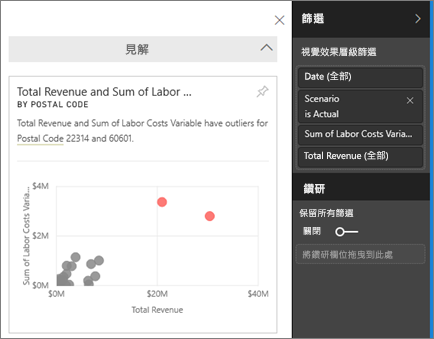 見解
Total Revenue and Sum of Labor ...
BY POSTAL CODE
Total Revenue and Sum of Labor Costs Variable have outliers for
Postal Code 22314 and 60601.
Sum of Labor Costs Varia...
$4M
$2M
$0M
$0M
$20M
$40M
Total Revenue
篩選
視覺效果層級篩選
Date (全部)
Scenario
is Actual
Sum of Labor Costs Varia...
Total Revenue (全部)
鑽研
保留所有篩選
關閉
將鑽研欄位拖曳到此處